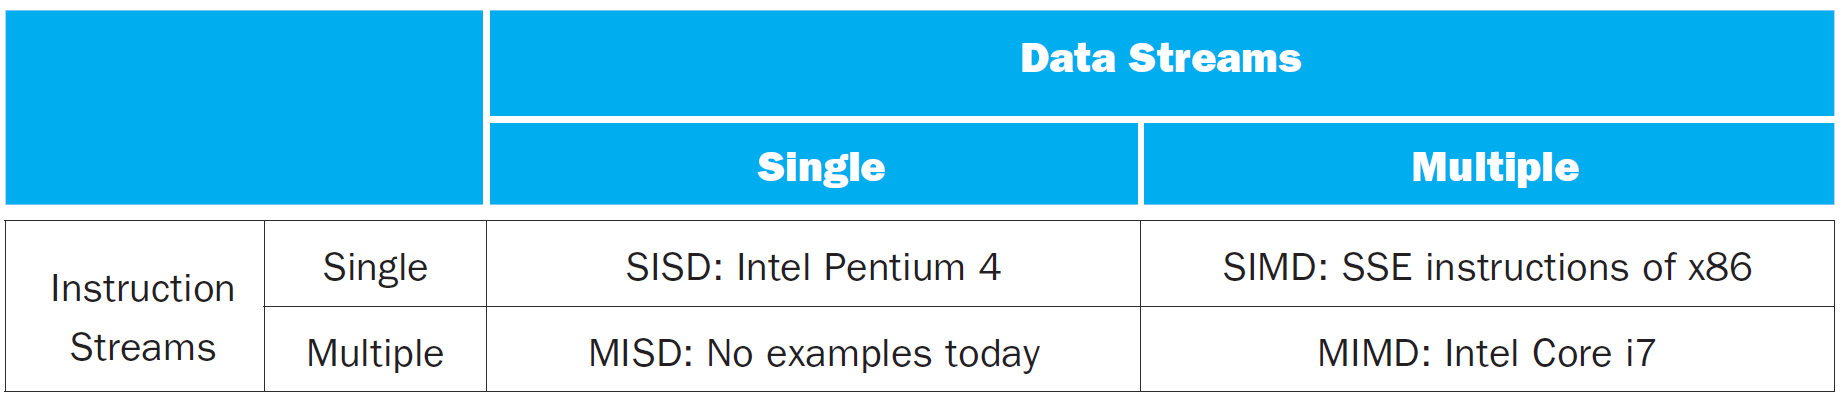 Data Streams
Single Multiple
Instruction Streams
Single SISD: Intel Pentium 4 SIMD: SSE instructions of x86
Multiple MISD: No examples today MIMD: Intel Core i7